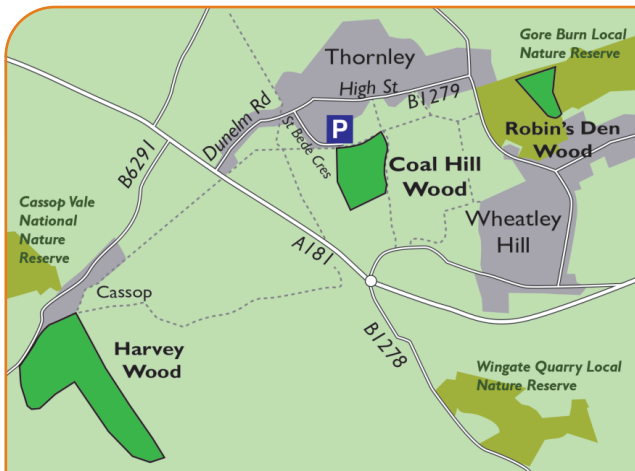 Gore Burn Local
Nature Reserve
Thornley
High St
B1279
Dunelm Rd
P
St Bede Cres
Robin's Den
Wood
B6291
Coal Hill
Wood
Cassop Vale
National
Nature
Reserve
Wheatley
Hill
A181
Cassop
B1278
Harvey
Wood
Wingate Quarry Local
Nature Reserve